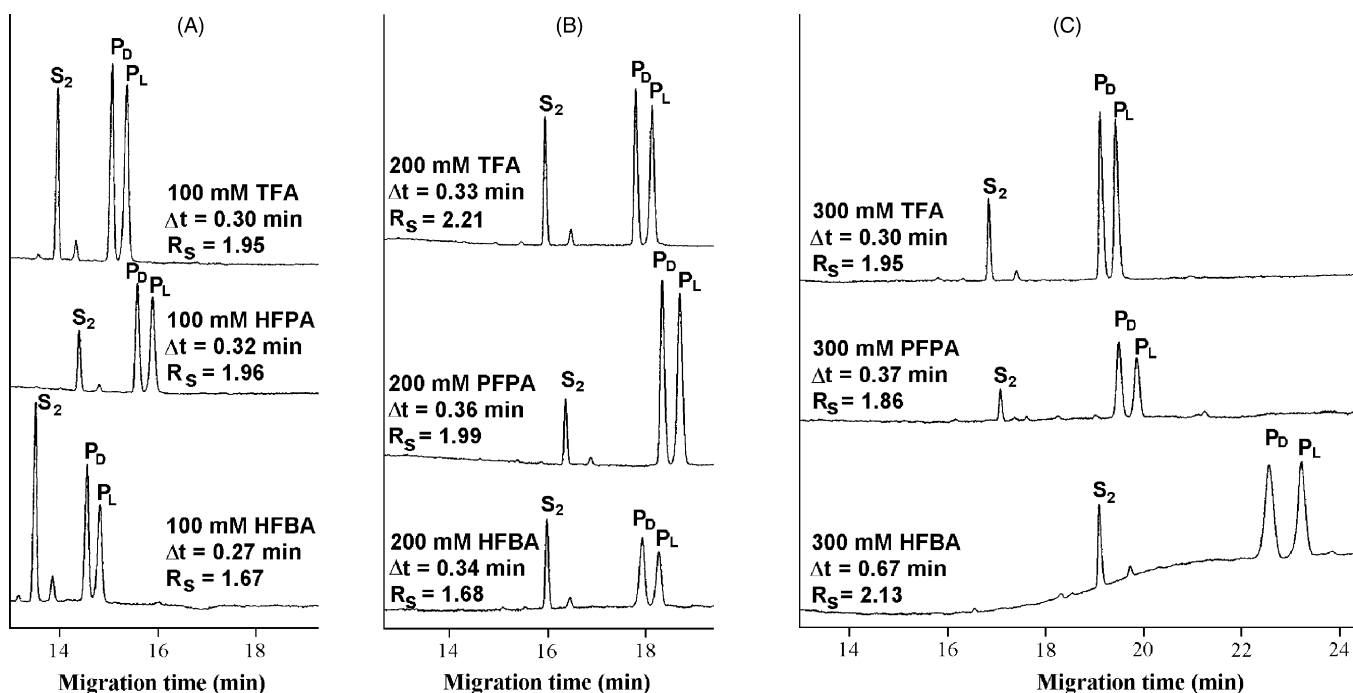 (A)
S2
PD
PL
100 mM TFA
Δt = 0.30 min
RS = 1.95
S2
PD
PL
100 mM HFPA
Δt = 0.32 min
RS = 1.96
S2
PD
PL
100 mM HFBA
Δt = 0.27 min
RS = 1.67
14 16 18
Migration time (min)
(B)
S2
PD
PL
200 mM TFA
Δt = 0.33 min
RS = 2.21
S2
PD
PL
200 mM PFPA
Δt = 0.36 min
RS = 1.99
S2
PD
PL
200 mM HFBA
Δt = 0.34 min
RS = 1.68
14 16 18
Migration time (min)
(C)
S2
PD
PL
300 mM TFA
Δt = 0.30 min
RS = 1.95
S2
PD
PL
300 mM PFPA
Δt = 0.37 min
RS = 1.86
S2
PD
PL
300 mM HFBA
Δt = 0.67 min
RS = 2.13
14 16 18 20 22 24
Migration time (min)